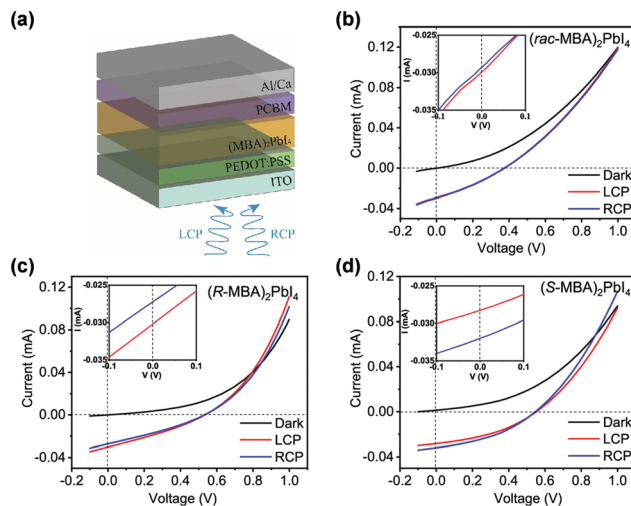 (a)
Al/Ca
PCBM
(MBA)₂PbI₄
PEDOT:PSS
ITO
LCP
RCP
(b)
(rac-MBA)₂PbI₄
Current (mA)
0.12
0.08
0.04
0.00
-0.04
-0.2 0.0 0.2 0.4 0.6 0.8 1.0
Voltage (V)
I (mA)
-0.025
-0.030
-0.035
-0.1 0.0 0.1
V (V)
Dark
LCP
RCP
(c)
(R-MBA)₂PbI₄
Current (mA)
0.12
0.08
0.04
0.00
-0.04
-0.2 0.0 0.2 0.4 0.6 0.8 1.0
Voltage (V)
I (mA)
-0.025
-0.030
-0.035
-0.1 0.0 0.1
V (V)
Dark
LCP
RCP
(d)
(S-MBA)₂PbI₄
Current (mA)
0.12
0.08
0.04
0.00
-0.04
-0.2 0.0 0.2 0.4 0.6 0.8 1.0
Voltage (V)
I (mA)
-0.025
-0.030
-0.035
-0.1 0.0 0.1
V (V)
Dark
LCP
RCP